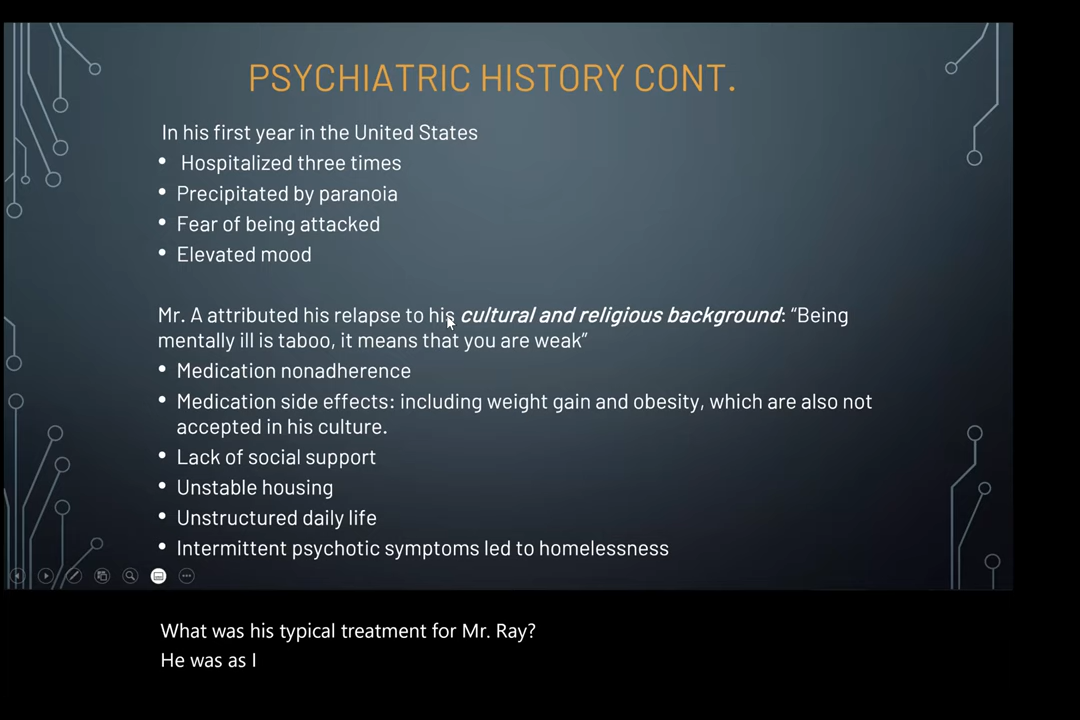 PSYCHIATRIC HISTORY CONT.
In his first year in the United States
• Hospitalized three times
• Precipitated by paranoia
• Fear of being attacked
• Elevated mood
Mr. A attributed his relapse to his cultural and religious background: “Being
mentally ill is taboo, it means that you are weak”
• Medication nonadherence
• Medication side effects: including weight gain and obesity, which are also not
accepted in his culture.
• Lack of social support
• Unstable housing
• Unstructured daily life
• Intermittent psychotic symptoms led to homelessness
What was his typical treatment for Mr. Ray?
He was as I